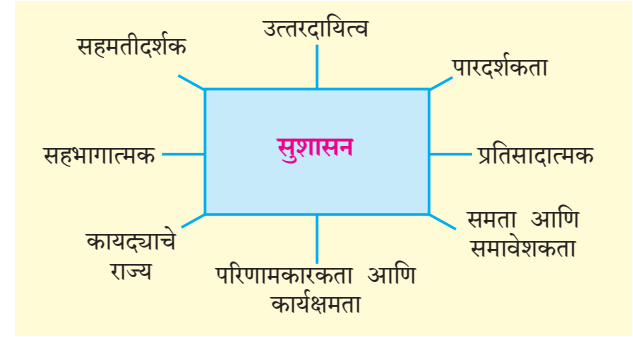 उत्तरदायित्व
सहमतीदर्शक
पारदर्शकता
सुशासन
सहभागात्मक
प्रतिसादात्मक
समता आणि
समावेशकता
कायद्याचे
राज्य
परिणामकारकता आणि
कार्यक्षमता